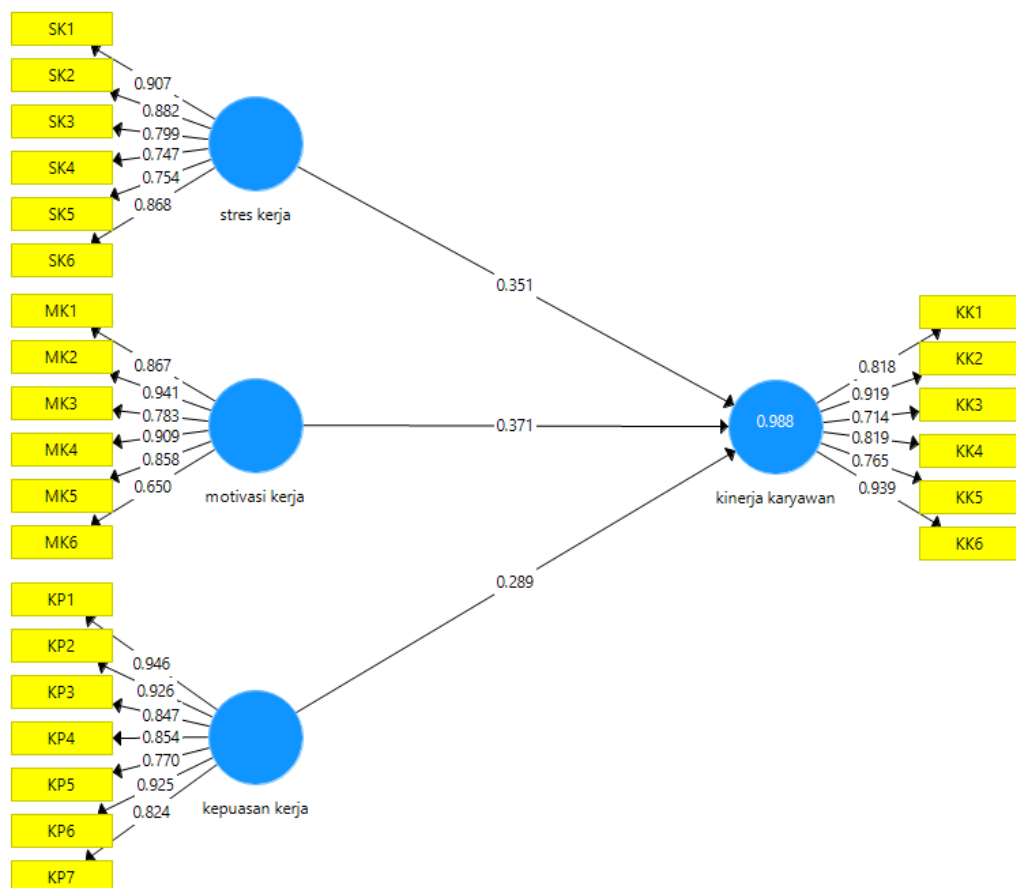 SK1
SK2
SK3
SK4
SK5
SK6
0.907
0.882
0.799
0.747
0.754
0.868
stres kerja
0.351
MK1
MK2
MK3
MK4
MK5
MK6
0.867
0.941
0.783
0.909
0.858
0.650
motivasi kerja
0.371
KP1
KP2
KP3
KP4
KP5
KP6
KP7
0.946
0.926
0.847
0.854
0.770
0.925
0.824
kepuasan kerja
0.289
0.988
kinerja karyawan
0.818
0.919
0.714
0.819
0.765
0.939
KK1
KK2
KK3
KK4
KK5
KK6